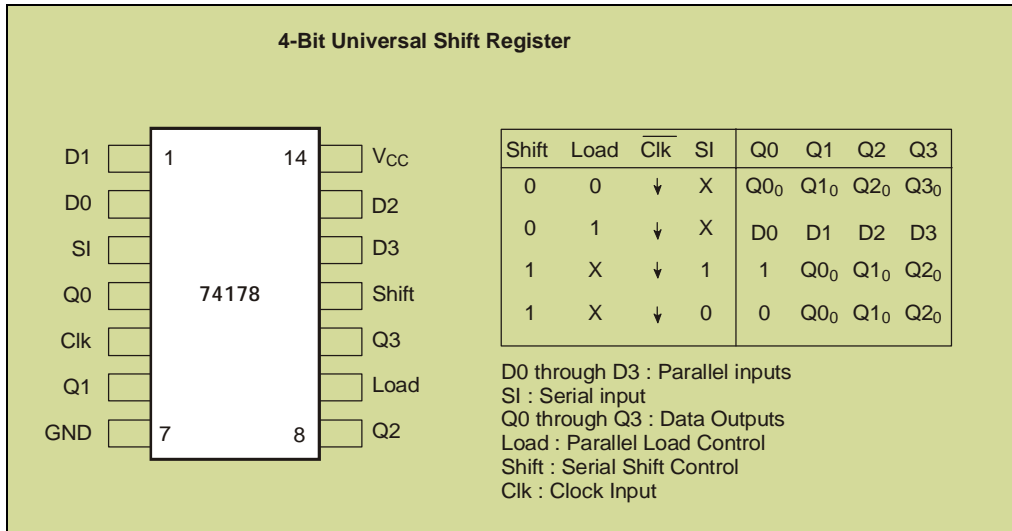 4-Bit Universal Shift Register
D1 1 14 VCC
D0 D2
SI D3
Q0 74178 Shift
Clk Q3
Q1 Load
GND 7 8 Q2
Shift Load C̅l̅k̅ SI Q0 Q1 Q2 Q3
0 0 ↓ X Q0₀ Q1₀ Q2₀ Q3₀
0 1 ↓ X D0 D1 D2 D3
1 X ↓ 1 1 Q0₀ Q1₀ Q2₀
1 X ↓ 0 0 Q0₀ Q1₀ Q2₀
D0 through D3 : Parallel inputs
SI : Serial input
Q0 through Q3 : Data Outputs
Load : Parallel Load Control
Shift : Serial Shift Control
Clk : Clock Input